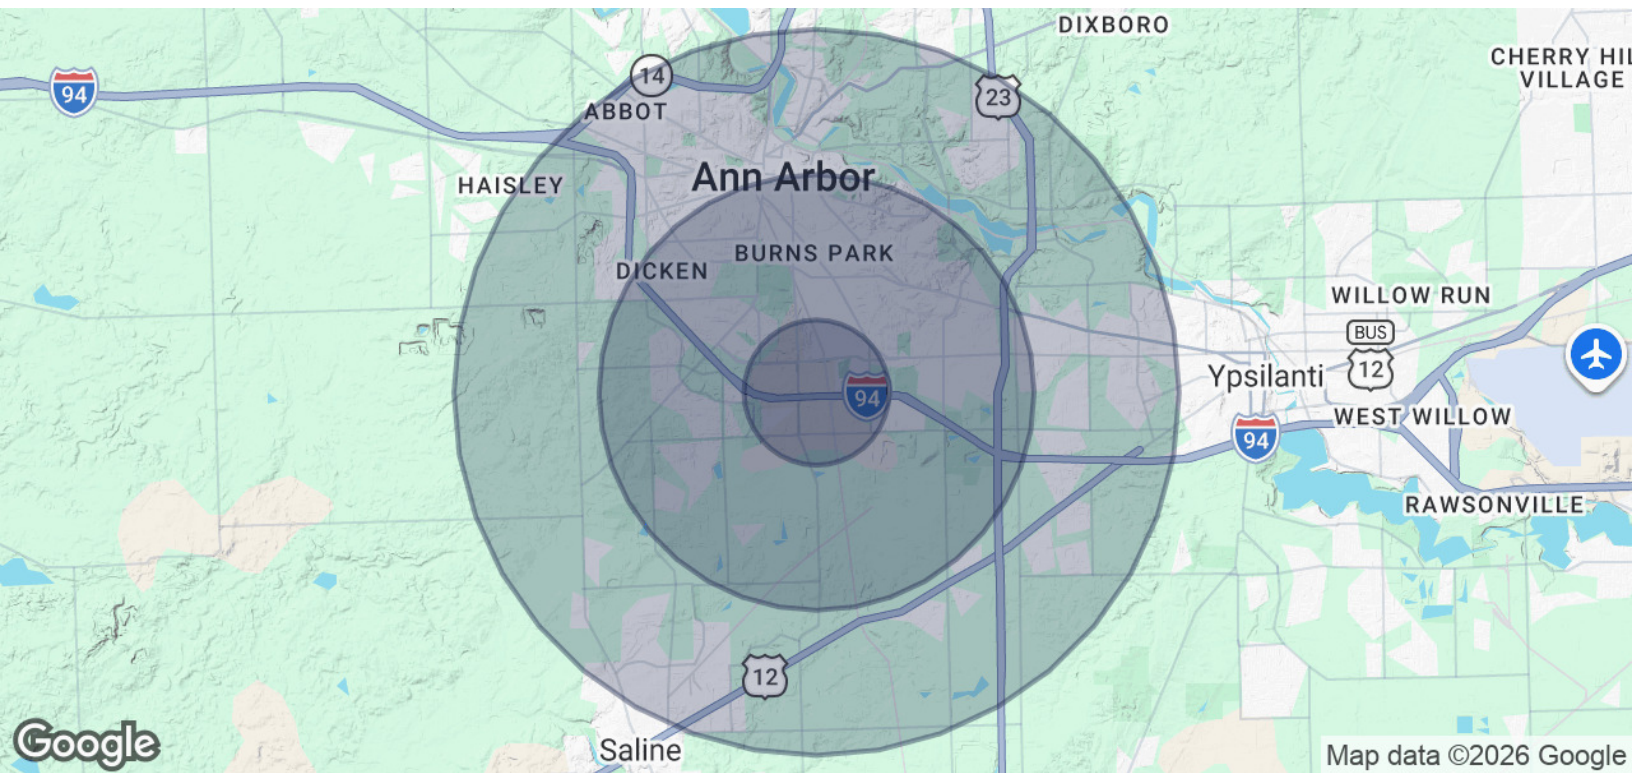 DIXBORO
CHERRY HIL
VILLAGE
94
14
23
ABBOT
Ann Arbor
HAISLEY
BURNS PARK
DICKEN
WILLOW RUN
BUS
12
Ypsilanti
94
WEST WILLOW
94
RAWSONVILLE
12
Saline
Google
Map data ©2026 Google